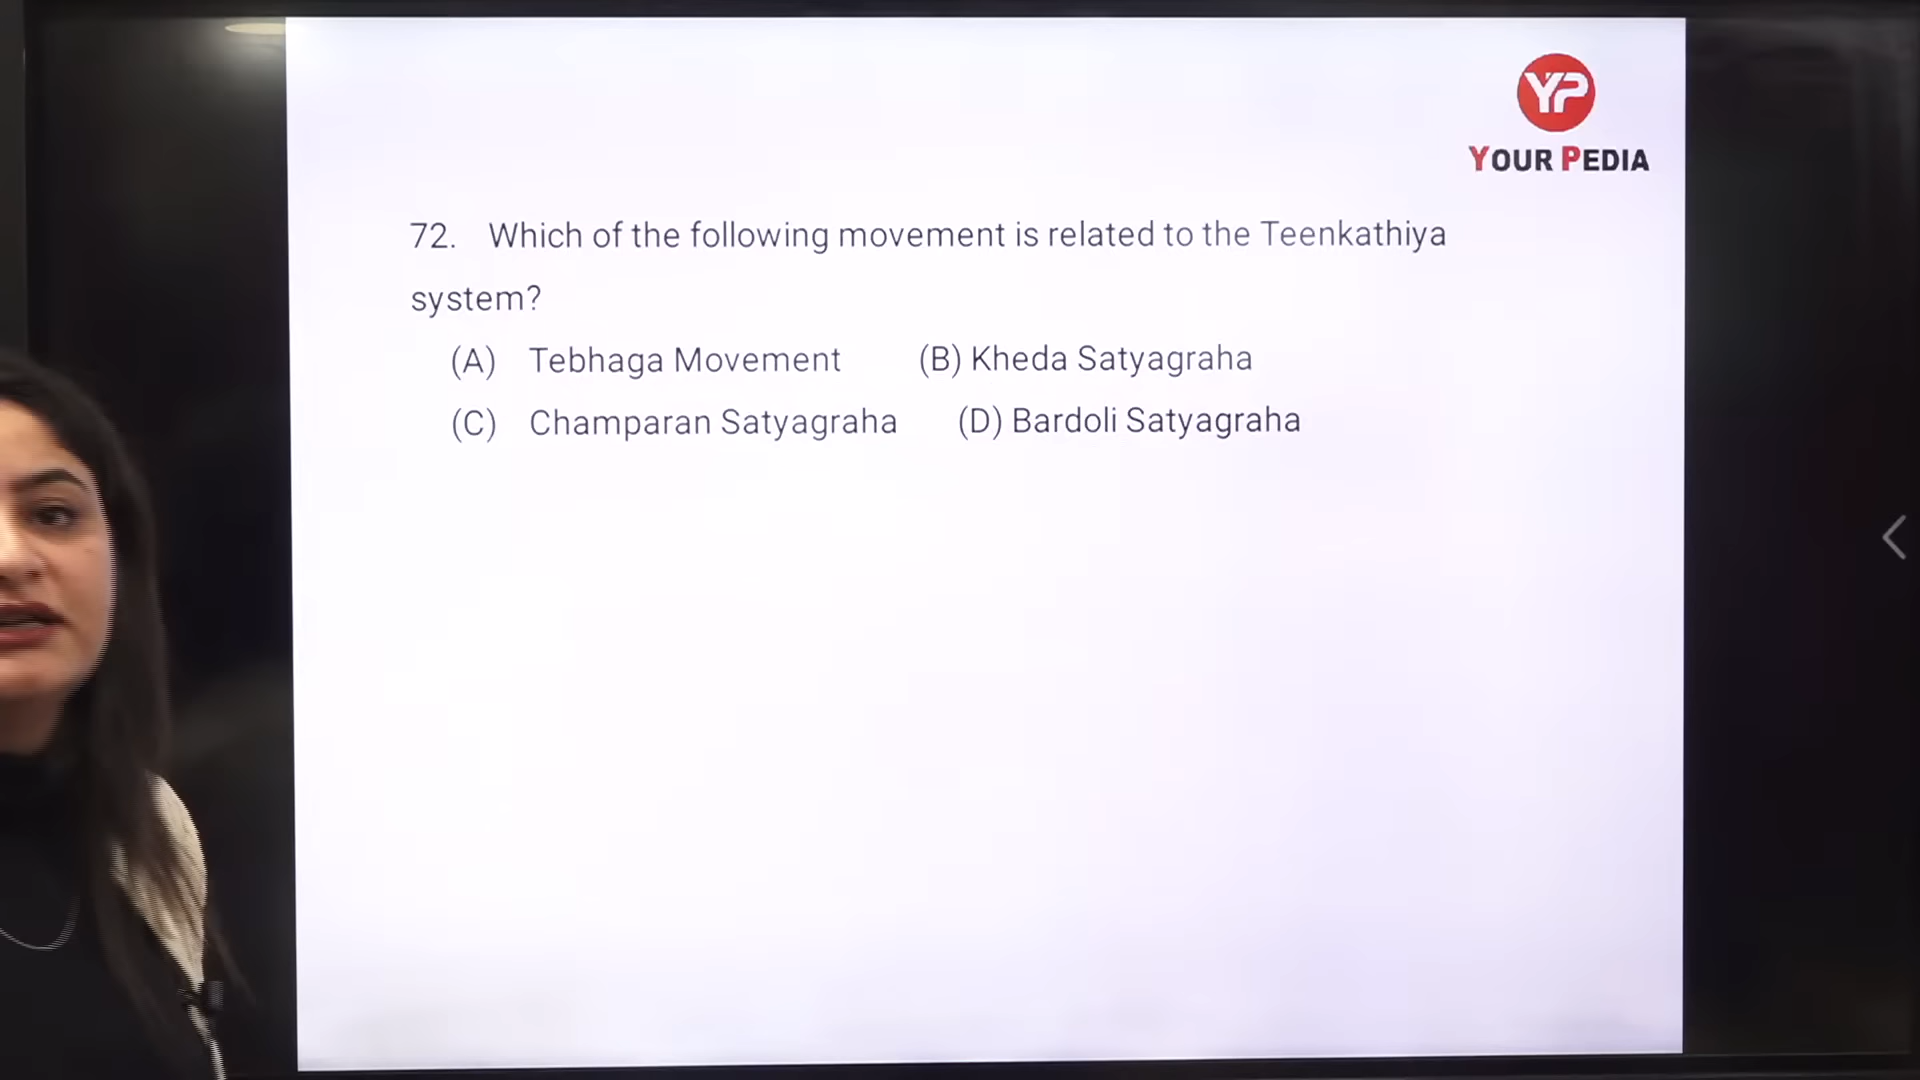 YP
YOUR PEDIA
72. Which of the following movement is related to the Teenkathiya
system?
(A) Tebhaga Movement (B) Kheda Satyagraha
(C) Champaran Satyagraha (D) Bardoli Satyagraha